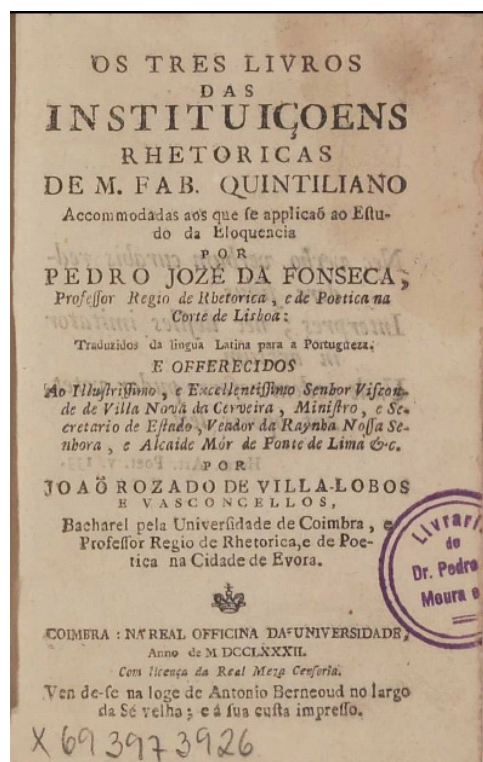 OS TRES LIVROS
DAS
INSTITUIÇOENS
RHETORICAS
DE M. FAB. QUINTILIANO
Accommodadas aos que ſe applicaõ ao Eſtu-
do da Eloquencia
POR
PEDRO JOZÉ DA FONSECA,
Profeſſor Regio de Rhetorica, e de Poetica na
Corte de Lisboa:
Traduzidos da lingua Latina para a Portugueza.
E OFFERECIDOS
Ao Illuſtriſſimo, e Excellentiſſimo Senhor Viſcon-
de de Villa Nova da Cerveira, Miniſtro, e Se-
cretario de Eſtado, Veador da Raynha Noſſa Se-
nhora, e Alcaide Mór de Ponte de Lima &c.
POR
JOAÕ ROZADO DE VILLA-LOBOS
E VASCONCELLOS,
Bacharel pela Univerſidade de Coimbra, e
Profeſſor Regio de Rhetorica, e de Poe-
tica na Cidade de Evora.
Livrari
do
Dr. Pedro
Moura e
COIMBRA: NA REAL OFFICINA DA UNIVERSIDADE,
Anno de M DCCLXXXII.
Com licença da Real Meza Cenſoria.
Ven de-ſe na loge de Antonio Berneoud no largo
da Sé velha; e á ſua cuſta impreſſo.
X 693973926